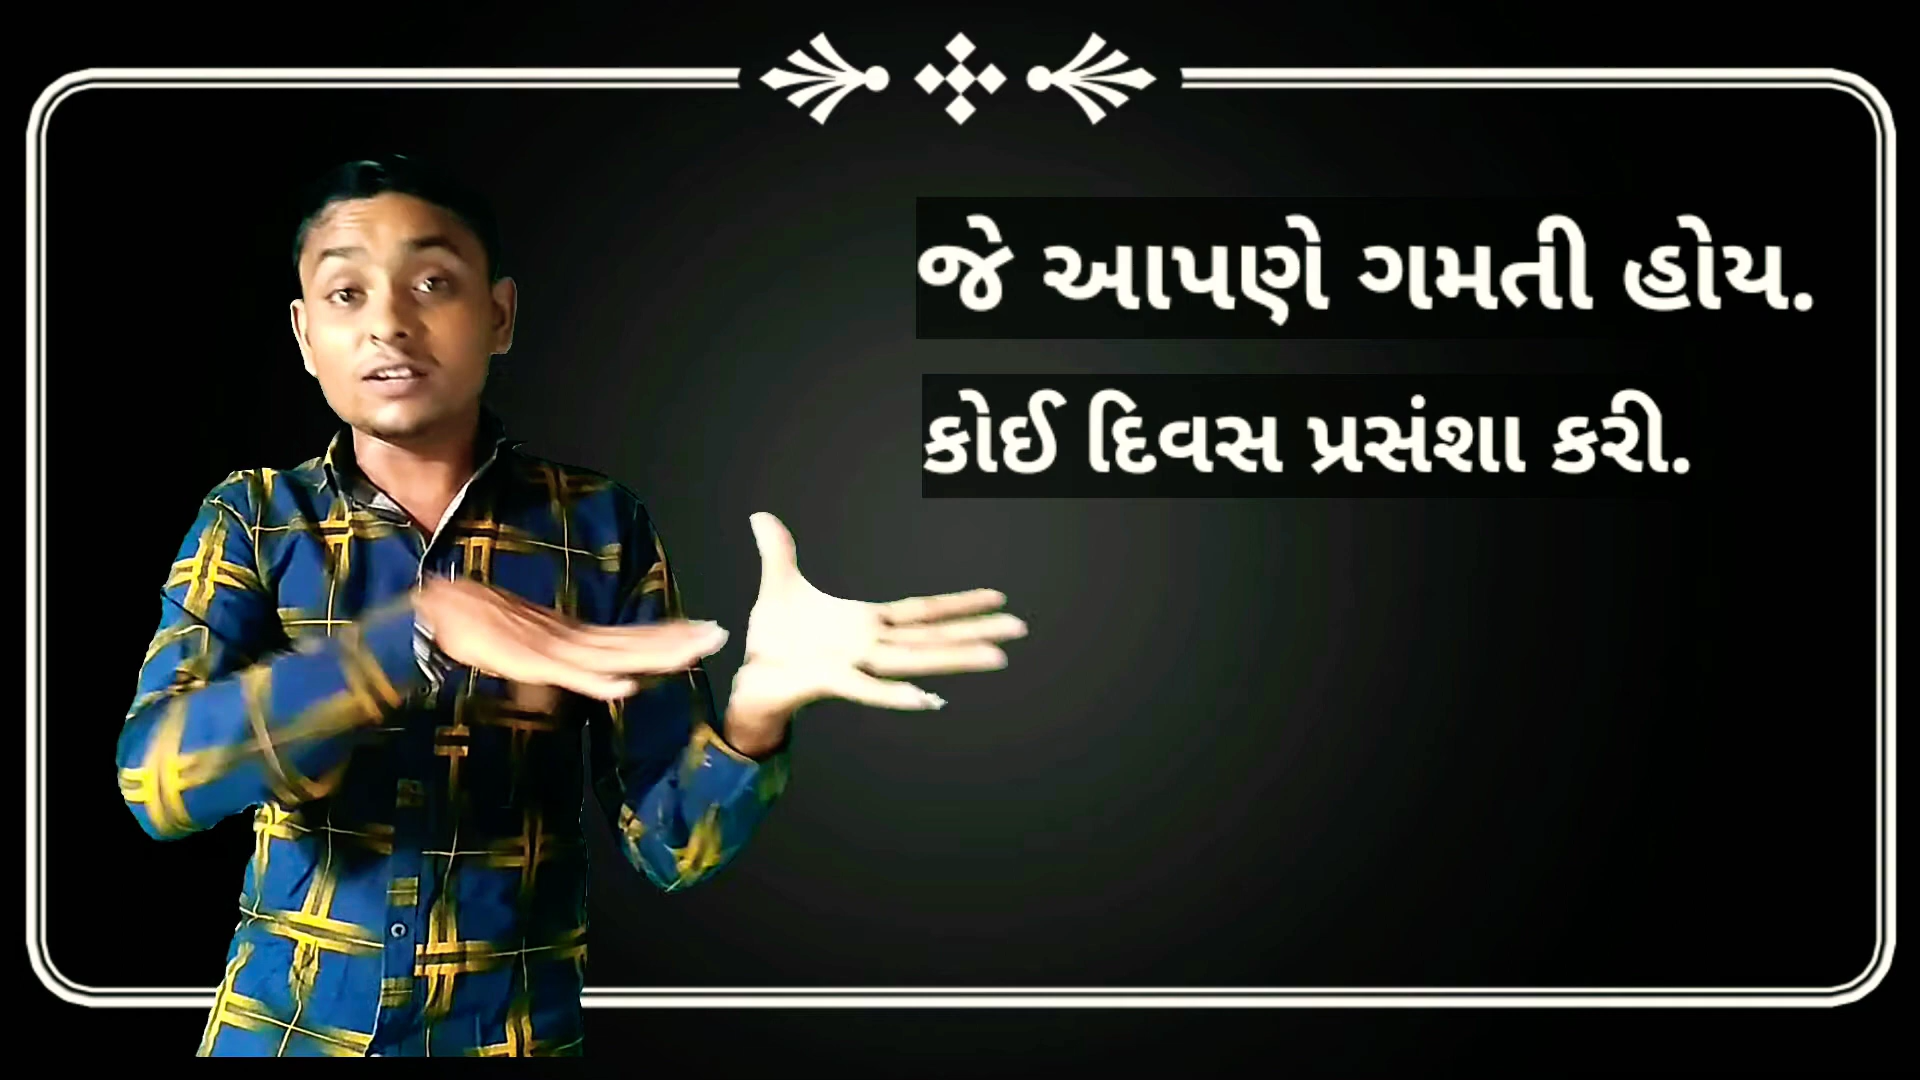 જે આપણે ગમતી હોય.
કોઈ દિવસ પ્રસંશા કરી.